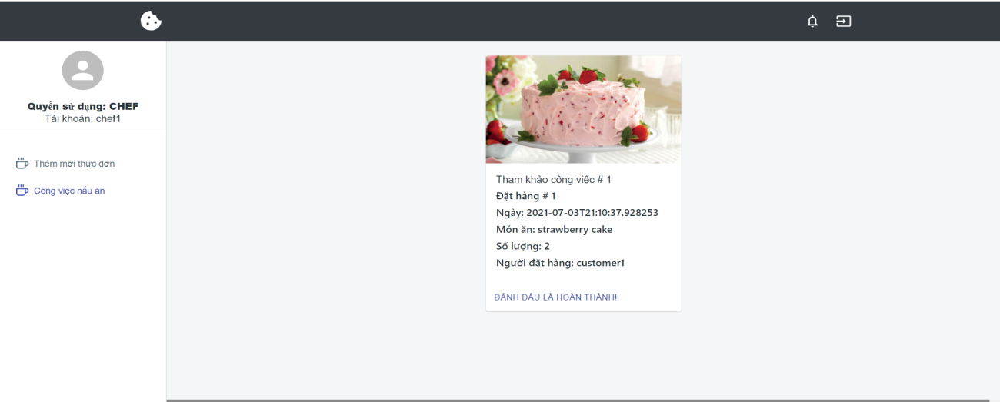 Quyền sử dụng: CHEF
Tài khoản: chef1
Thêm mới thực đơn
Công việc nấu ăn
Tham khảo công việc # 1
Đặt hàng # 1
Ngày: 2021-07-03T21:10:37.928253
Món ăn: strawberry cake
Số lượng: 2
Người đặt hàng: customer1
ĐÁNH DẤU LÀ HOÀN THÀNH!